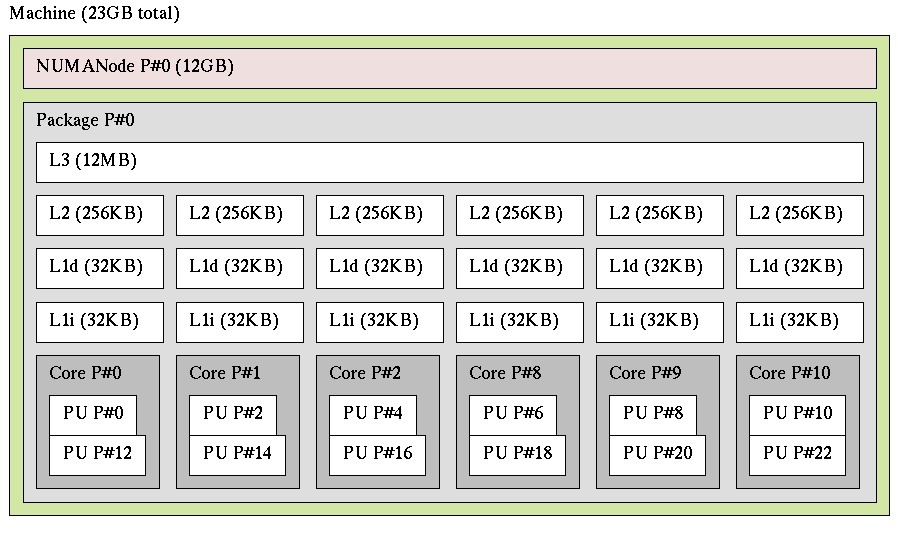 Machine (23GB total)
NUMANode P#0 (12GB)
Package P#0
L3 (12MB)
L2 (256KB) L2 (256KB) L2 (256KB) L2 (256KB) L2 (256KB) L2 (256KB)
L1d (32KB) L1d (32KB) L1d (32KB) L1d (32KB) L1d (32KB) L1d (32KB)
L1i (32KB) L1i (32KB) L1i (32KB) L1i (32KB) L1i (32KB) L1i (32KB)
Core P#0 Core P#1 Core P#2 Core P#8 Core P#9 Core P#10
PU P#0 PU P#2 PU P#4 PU P#6 PU P#8 PU P#10
PU P#12 PU P#14 PU P#16 PU P#18 PU P#20 PU P#22